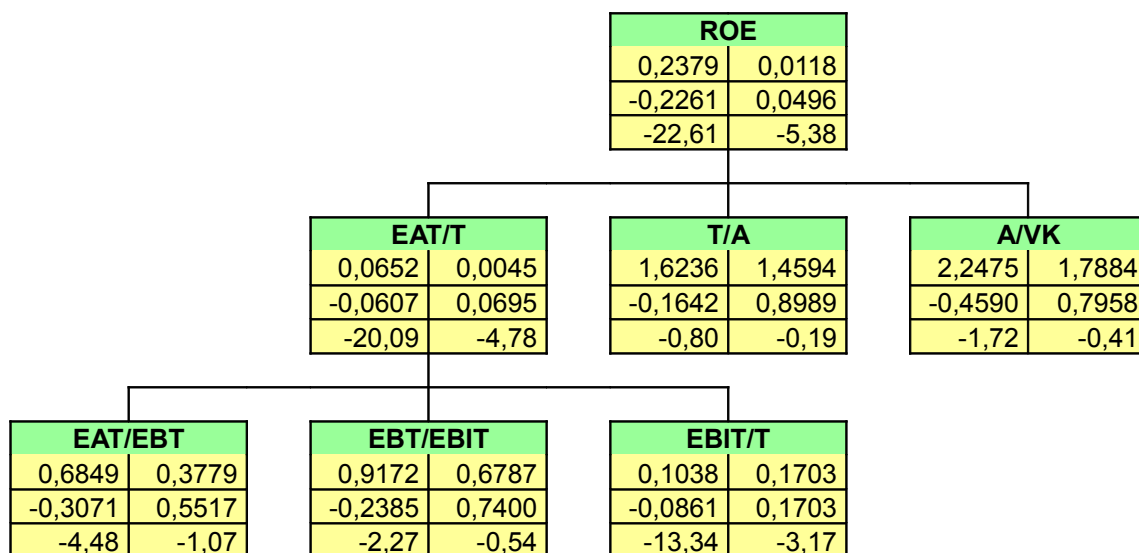 ROE
0,2379 0,0118
-0,2261 0,0496
-22,61 -5,38
EAT/T T/A A/VK
0,0652 0,0045 1,6236 1,4594 2,2475 1,7884
-0,0607 0,0695 -0,1642 0,8989 -0,4590 0,7958
-20,09 -4,78 -0,80 -0,19 -1,72 -0,41
EAT/EBT EBT/EBIT EBIT/T
0,6849 0,3779 0,9172 0,6787 0,1038 0,1703
-0,3071 0,5517 -0,2385 0,7400 -0,0861 0,1703
-4,48 -1,07 -2,27 -0,54 -13,34 -3,17